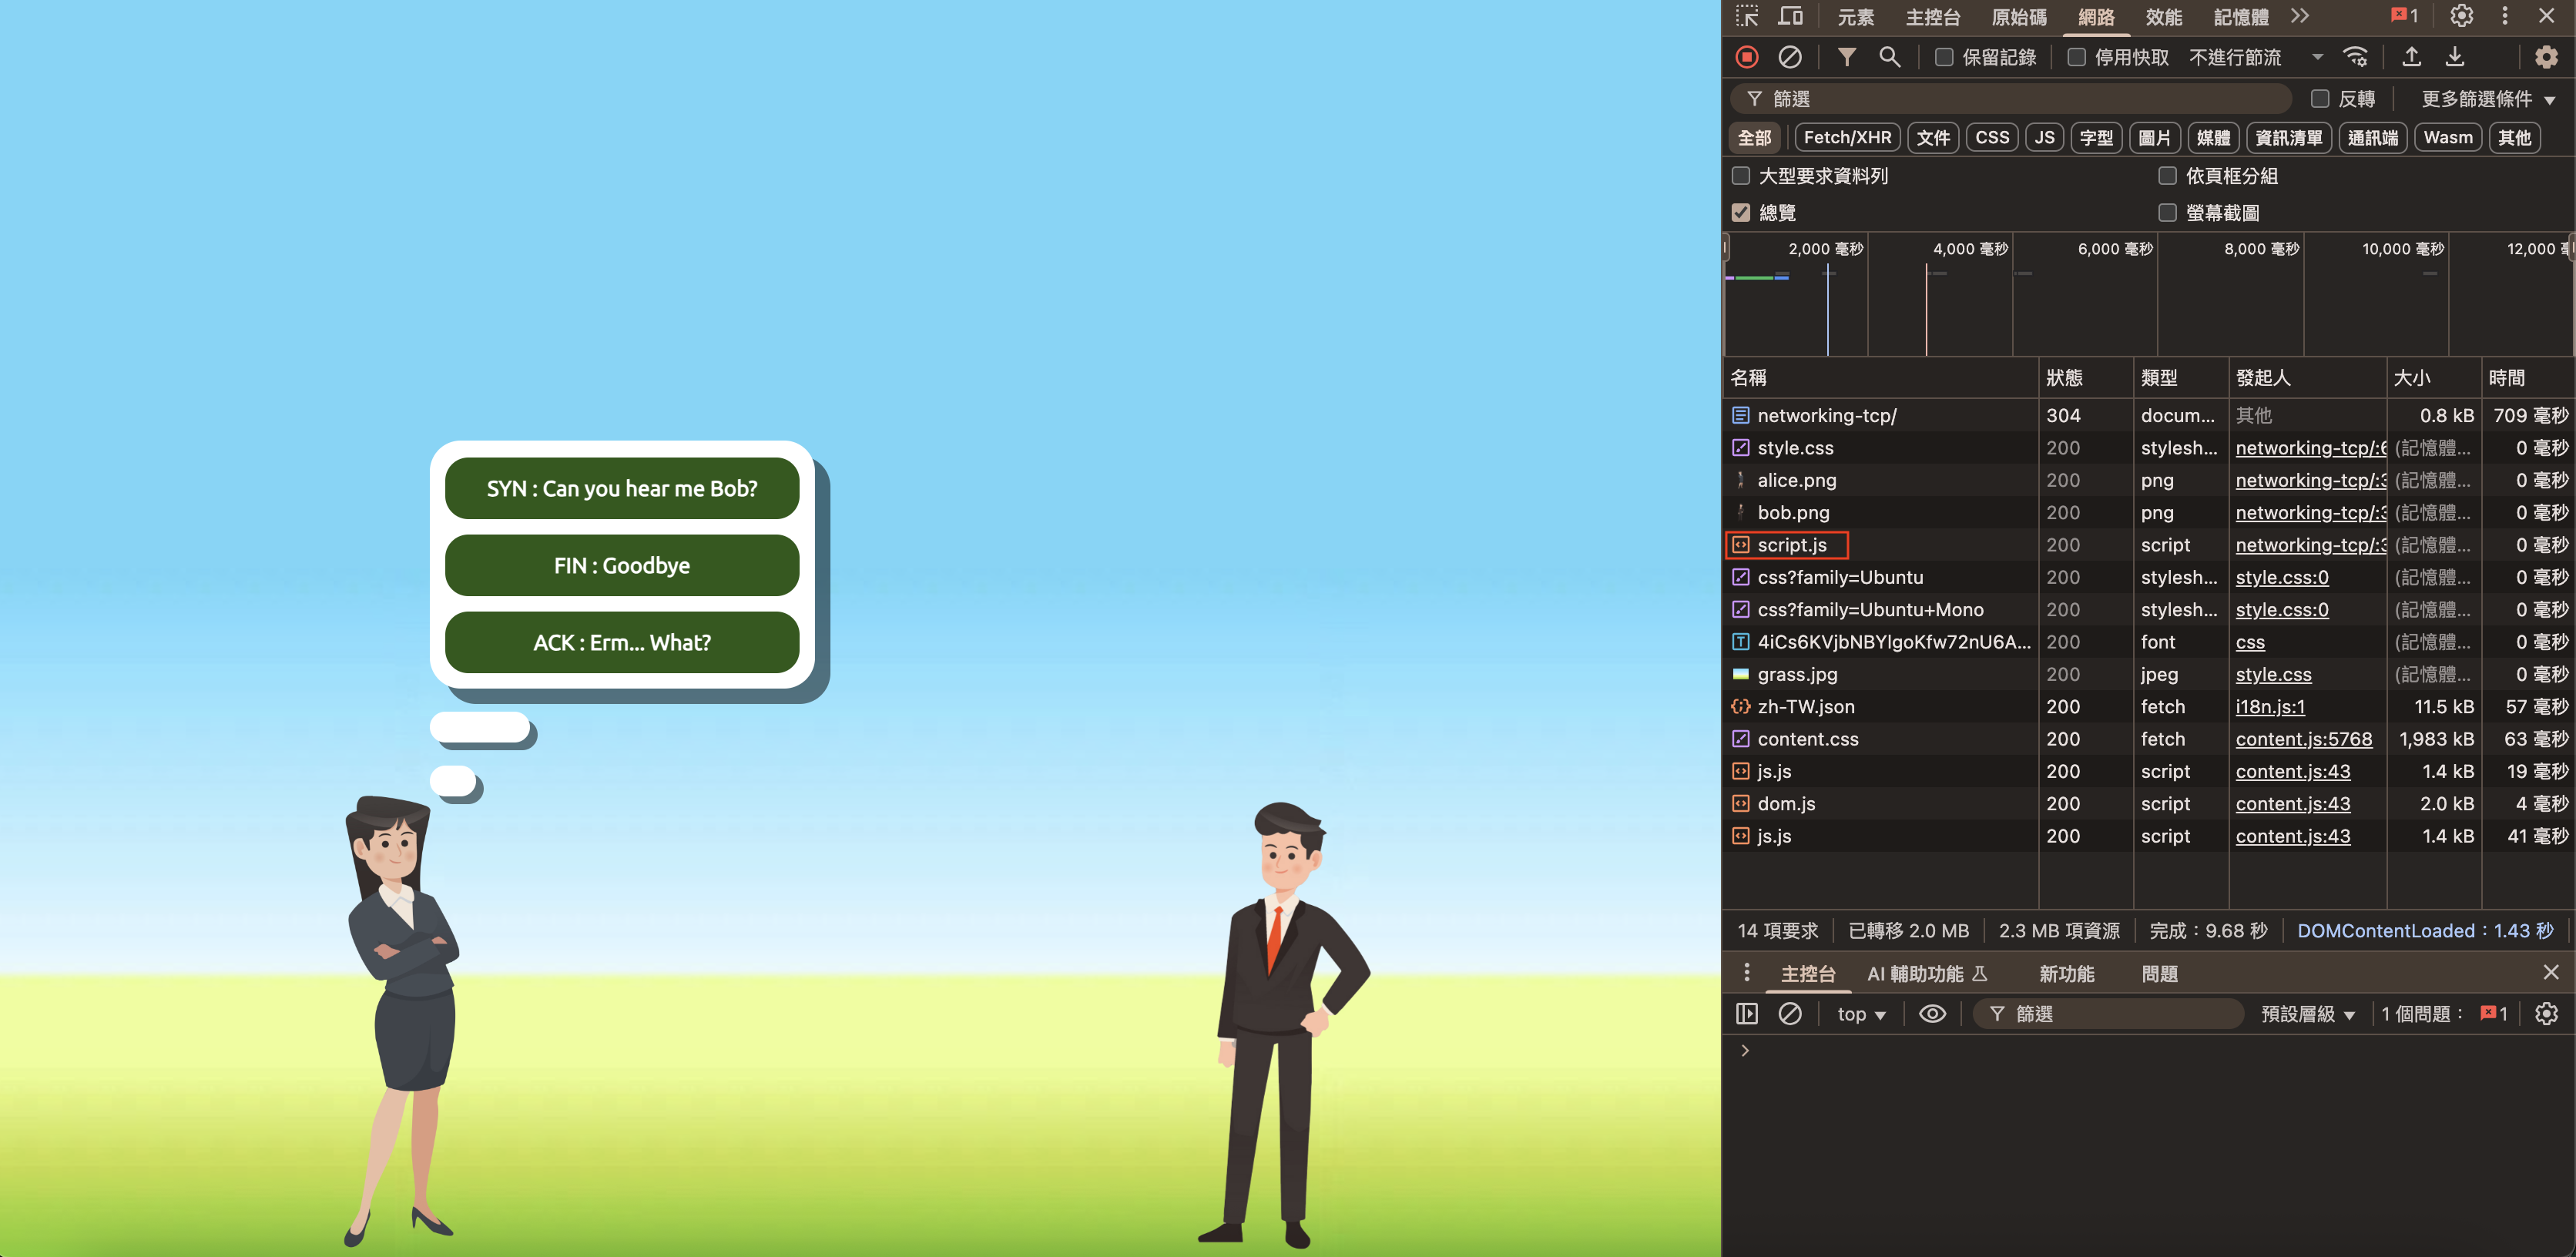 SYN : Can you hear me Bob?
FIN : Goodbye
ACK : Erm... What?
元素 主控台 原始碼 網路 效能 記憶體 1
保留記錄 停用快取 不進行節流
篩選 反轉 更多篩選條件
全部 Fetch/XHR 文件 CSS JS 字型 圖片 媒體 資訊清單 通訊端 Wasm 其他
大型要求資料列 依頁框分組
總覽 螢幕截圖
2,000 毫秒 4,000 毫秒 6,000 毫秒 8,000 毫秒 10,000 毫秒 12,000
名稱 狀態 類型 發起人 大小 時間
networking-tcp/ 304 docum... 其他 0.8 kB 709 毫秒
style.css 200 stylesh... networking-tcp/:6 (記憶體... 0 毫秒
alice.png 200 png networking-tcp/:3 (記憶體... 0 毫秒
bob.png 200 png networking-tcp/:3 (記憶體... 0 毫秒
script.js 200 script networking-tcp/:3 (記憶體... 0 毫秒
css?family=Ubuntu 200 stylesh... style.css:0 (記憶體... 0 毫秒
css?family=Ubuntu+Mono 200 stylesh... style.css:0 (記憶體... 0 毫秒
4iCs6KVjbNBYlgoKfw72nU6A... 200 font css (記憶體... 0 毫秒
grass.jpg 200 jpeg style.css (記憶體... 0 毫秒
zh-TW.json 200 fetch i18n.js:1 11.5 kB 57 毫秒
content.css 200 fetch content.js:5768 1,983 kB 63 毫秒
js.js 200 script content.js:43 1.4 kB 19 毫秒
dom.js 200 script content.js:43 2.0 kB 4 毫秒
js.js 200 script content.js:43 1.4 kB 41 毫秒
14 項要求 已轉移 2.0 MB 2.3 MB 項資源 完成：9.68 秒 DOMContentLoaded：1.43 秒
主控台 AI 輔助功能 新功能 問題
top 篩選 預設層級 1 個問題： 1